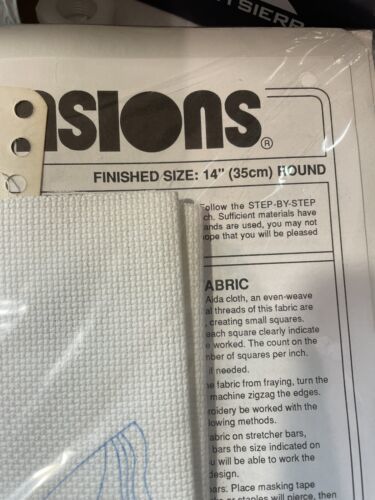 TSIERR
NSIONS®
FINISHED SIZE: 14" (35cm) ROUND
Follow the STEP-BY-STEP
ch. Sufficient materials have
ands are used, you may not
ope that you will be pleased
ABRIC
Aida cloth, an even-weave
al threads of this fabric are
, creating small squares.
each square clearly indicate
e worked. The count on the
mber of squares per inch.
if needed.
e fabric from fraying, turn the
machine zigzag the edges.
roidery be worked with the
lowing methods.
abric on stretcher bars,
bars the size indicated on
u will be able to work the
design.
bars. Place masking tape
or staples will pierce, then